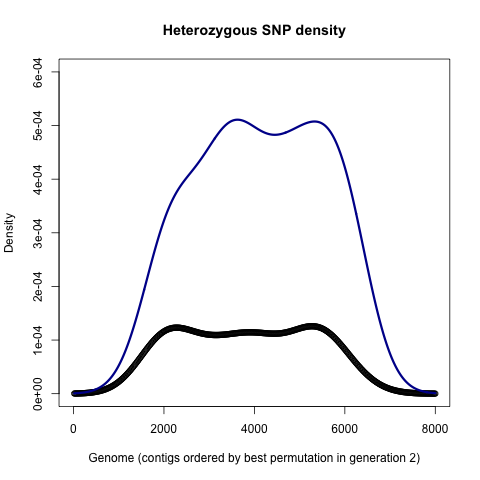 Heterozygous SNP density
Density
6e-04
5e-04
4e-04
3e-04
2e-04
1e-04
0e+00
0 2000 4000 6000 8000
Genome (contigs ordered by best permutation in generation 2)